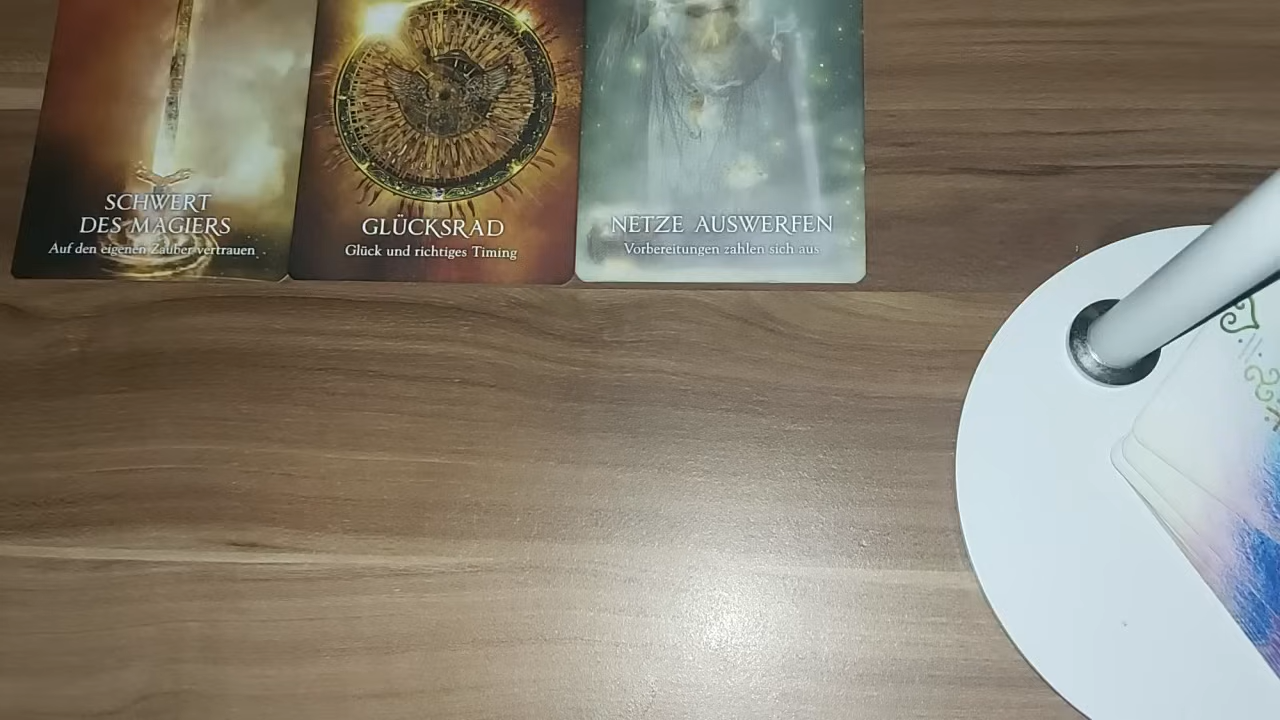 SCHWERT
DES MAGIERS
Auf den eigenen Zauber vertrauen
GLÜCKSRAD
Glück und richtiges Timing
NETZE AUSWERFEN
Vorbereitungen zahlen sich aus